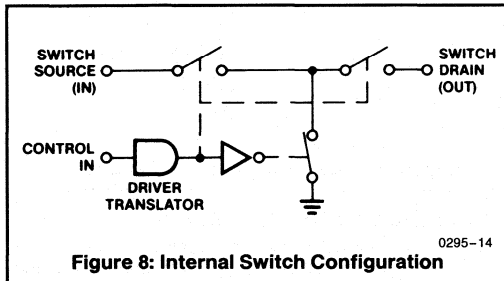 SWITCH
SOURCE
(IN)
SWITCH
DRAIN
(OUT)
CONTROL
IN
DRIVER
TRANSLATOR
0295-14
Figure 8: Internal Switch Configuration